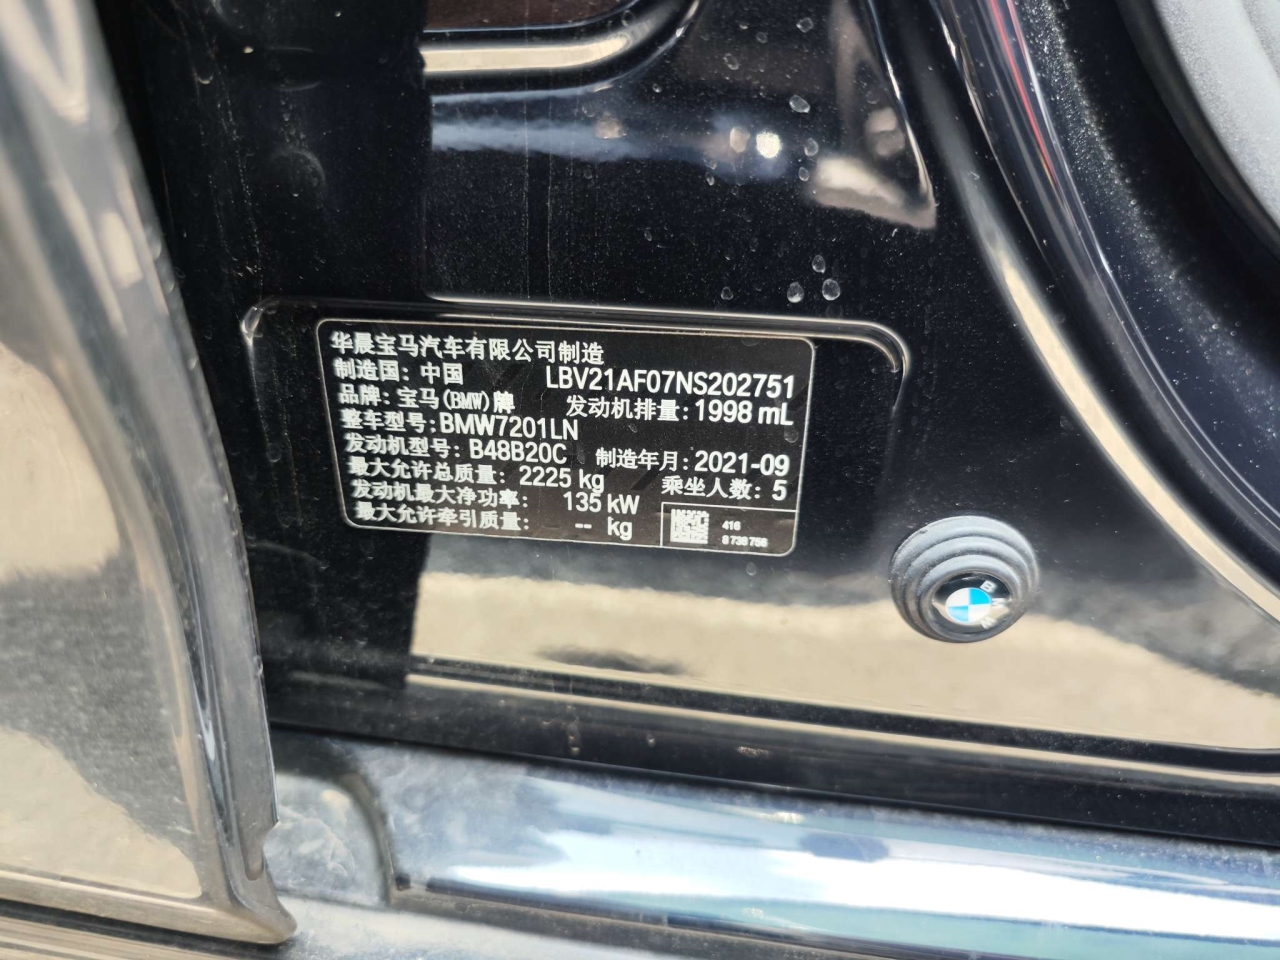 华晨宝马汽车有限公司制造
制造国: 中国 LBV21AF07NS202751
品牌: 宝马(BMW)牌 发动机排量: 1998 mL
整车型号: BMW7201LN
发动机型号: B48B20C 制造年月: 2021-09
最大允许总质量: 2225 kg 乘坐人数: 5
发动机最大净功率: 135 kW
最大允许牵引质量: -- kg
416
8738756